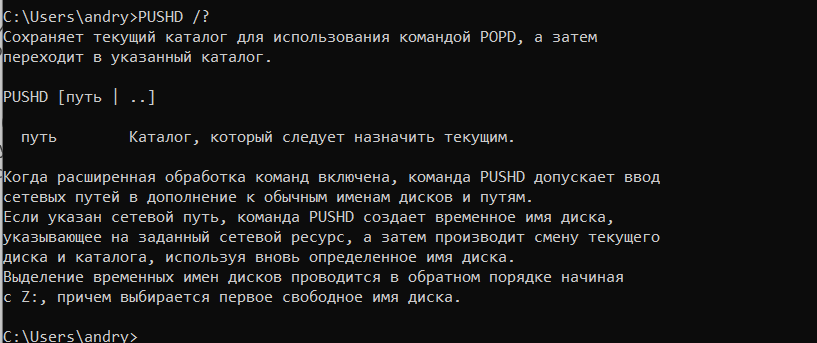 C:\Users\andry>PUSHD /?
Сохраняет текущий каталог для использования командой POPD, а затем
переходит в указанный каталог.
PUSHD [путь | ..]
путь        Каталог, который следует назначить текущим.
Когда расширенная обработка команд включена, команда PUSHD допускает ввод
сетевых путей в дополнение к обычным именам дисков и путям.
Если указан сетевой путь, команда PUSHD создает временное имя диска,
указывающее на заданный сетевой ресурс, а затем производит смену текущего
диска и каталога, используя вновь определенное имя диска.
Выделение временных имен дисков проводится в обратном порядке начиная
с Z:, причем выбирается первое свободное имя диска.
C:\Users\andry>